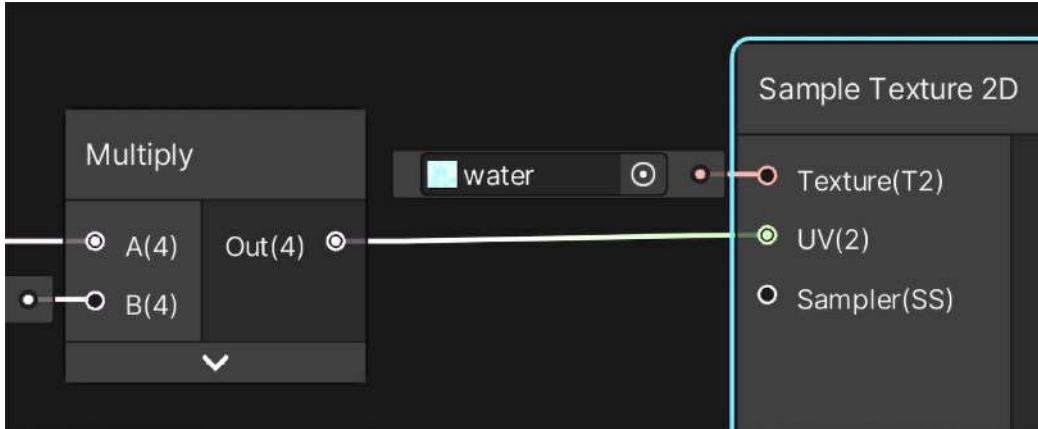 Sample Texture 2D
Multiply
water
Texture(T2)
A(4)
Out(4)
UV(2)
B(4)
Sampler(SS)